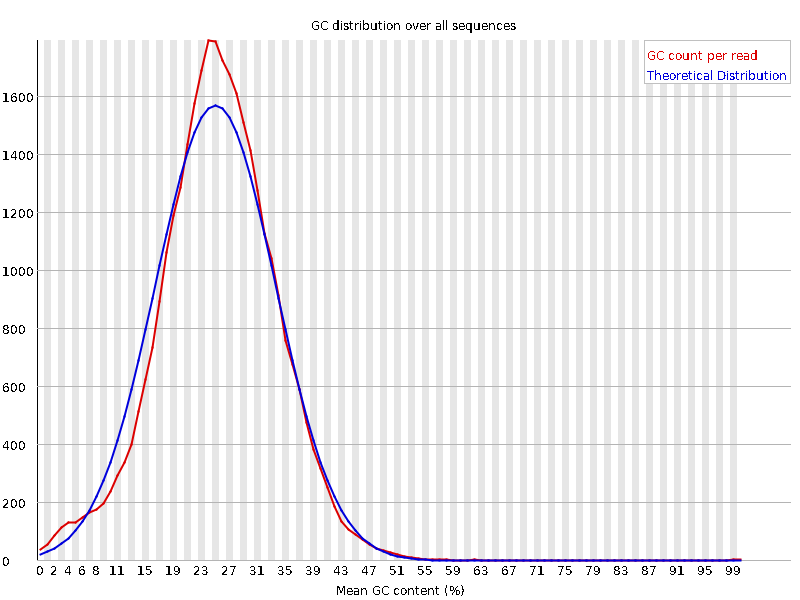 GC distribution over all sequences
GC count per read
Theoretical Distribution
1600
1400
1200
1000
800
600
400
200
0
0 2 4 6 8 11 15 19 23 27 31 35 39 43 47 51 55 59 63 67 71 75 79 83 87 91 95 99
Mean GC content (%)